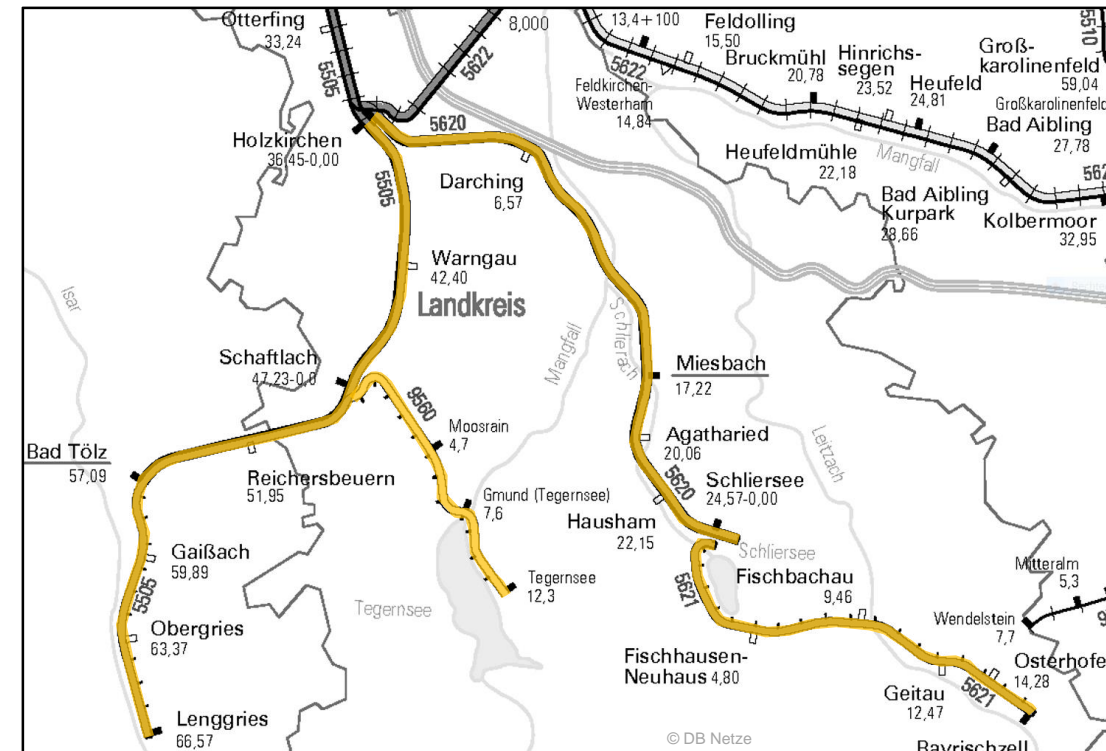 Otterfing
33,24
5505
5622
8,000
13,4+100
5622
Feldkirchen-
Westerham
14,84
Feldolling
15,50
Bruckmühl
20,78
Hinrichs-
segen
23,52
Heufeld
24,81
Groß-
karolinenfeld
59,04
Großkarolinenfeld
Bad Aibling
27,78
5510
Heufeldmühle
22,18
Mangfall
Bad Aibling
Kurpark
28,66
Kolbermoor
32,95
Holzkirchen
36,45-0,00
5620
5505
Darching
6,57
Warngau
42,40
Landkreis
Isar
Mangfall
Schlierach
Schaftlach
47,23-0,0
9560
Moosrain
4,7
Miesbach
17,22
Agatharied
20,06
Leitzach
Bad Tölz
57,09
Reichersbeuern
51,95
Gmund (Tegernsee)
7,6
Hausham
22,15
5620
Schliersee
24,57-0,00
Schliersee
Gaißach
59,89
5505
Tegernsee
12,3
Tegernsee
5621
Fischbachau
9,46
Mitteralm
5,3
Wendelstein
7,7
Obergries
63,37
Fischhausen-
Neuhaus 4,80
Geitau
12,47
5621
Osterhofe
14,28
Lenggries
66,57
© DB Netze
Bayrischzell